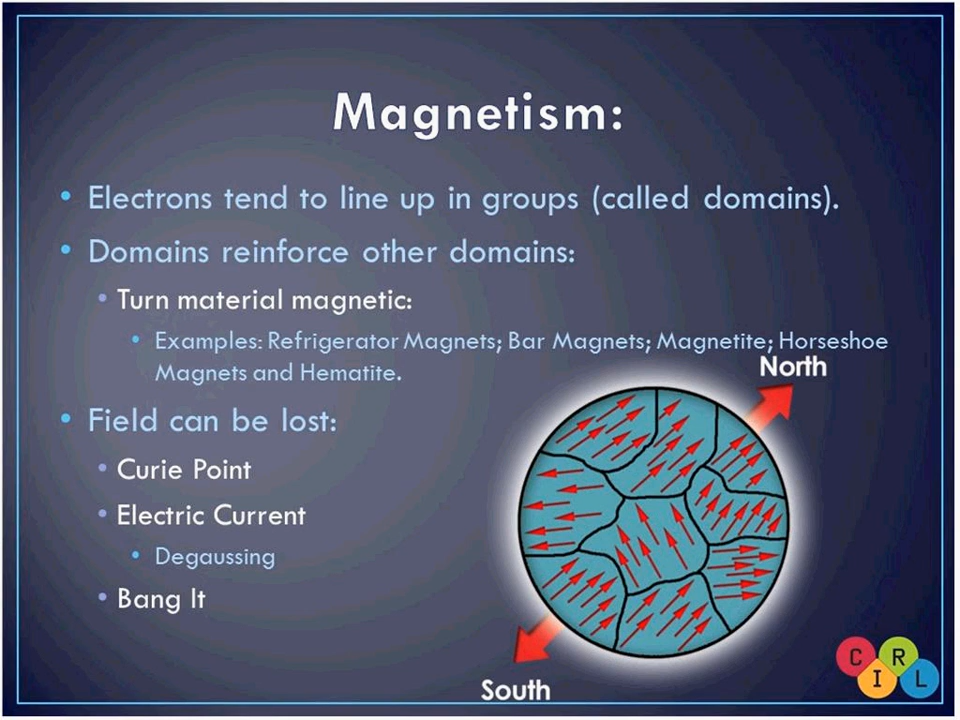 Magnetism:
• Electrons tend to line up in groups (called domains).
• Domains reinforce other domains:
• Turn material magnetic:
• Examples: Refrigerator Magnets; Bar Magnets; Magnetite; Horseshoe
Magnets and Hematite.
• Field can be lost:
• Curie Point
• Electric Current
• Degaussing
• Bang It
North
South
C R
I L